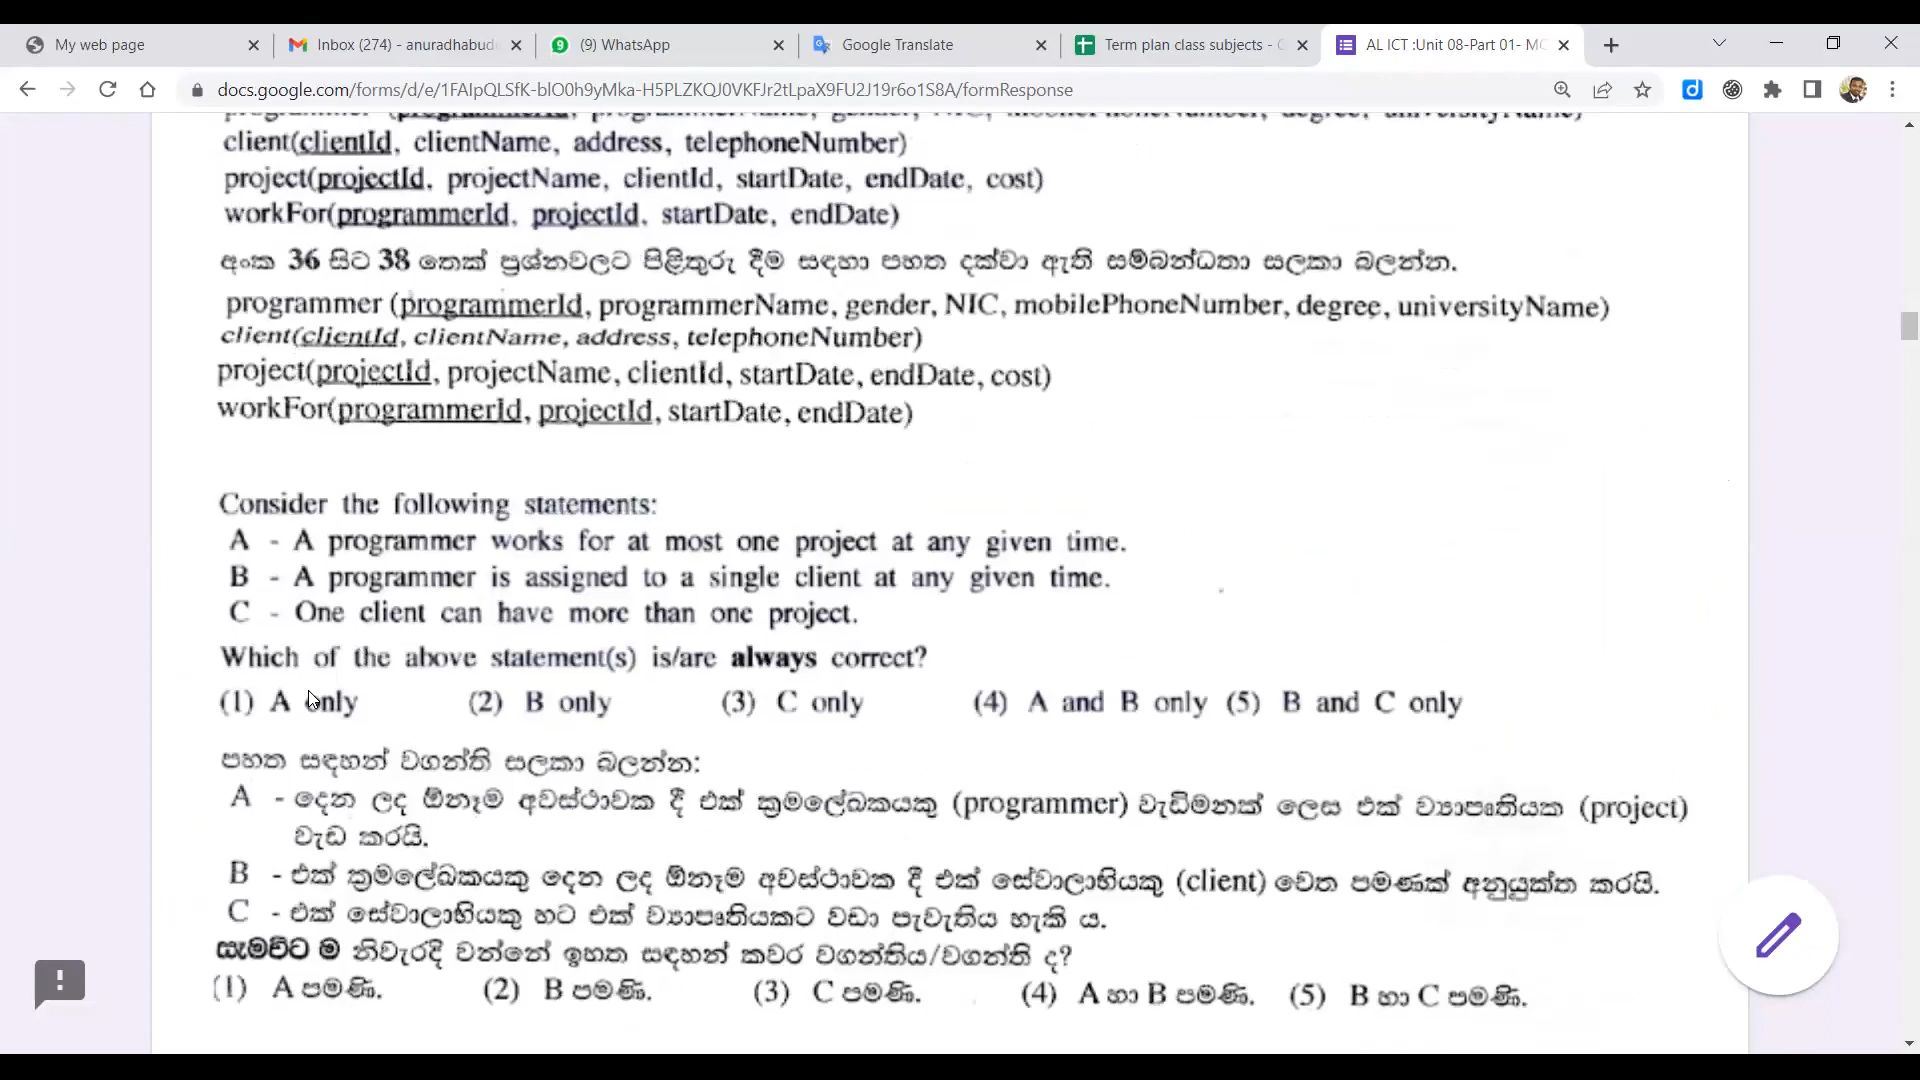 My web page
Inbox (274) - anuradhabud
(9) WhatsApp
Google Translate
Term plan class subjects -
AL ICT :Unit 08-Part 01- MC
docs.google.com/forms/d/e/1FAIpQLSfK-blO0h9yMka-H5PLZKQJ0VKFJr2tLpaX9FU2J19r6o1S8A/formResponse
programmer (programmerId, programmerName, gender, NIC, mobilePhoneNumber, degree, universityName)
client(clientId, clientName, address, telephoneNumber)
project(projectId, projectName, clientId, startDate, endDate, cost)
workFor(programmerId, projectId, startDate, endDate)
අංක 36 සිට 38 තෙක් ප්‍රශ්නවලට පිළිතුරු දීම සඳහා පහත දක්වා ඇති සම්බන්ධතා සලකා බලන්න.
programmer (programmerId, programmerName, gender, NIC, mobilePhoneNumber, degree, universityName)
client(clientId, clientName, address, telephoneNumber)
project(projectId, projectName, clientId, startDate, endDate, cost)
workFor(programmerId, projectId, startDate, endDate)
Consider the following statements:
A - A programmer works for at most one project at any given time.
B - A programmer is assigned to a single client at any given time.
C - One client can have more than one project.
Which of the above statement(s) is/are always correct?
(1) A only (2) B only (3) C only (4) A and B only (5) B and C only
පහත සඳහන් වගන්ති සලකා බලන්න:
A - දෙන ලද ඕනෑම අවස්ථාවක දී එක් ක්‍රමලේඛකයකු (programmer) වැඩිමනක් ලෙස එක් ව්‍යාපෘතියක (project)
වැඩ කරයි.
B - එක් ක්‍රමලේඛකයකු දෙන ලද ඕනෑම අවස්ථාවක දී එක් සේවාලාභියකු (client) වෙත පමණක් අනුයුක්ත කරයි.
C - එක් සේවාලාභියකු හට එක් ව්‍යාපෘතියකට වඩා පැවැතිය හැකි ය.
සැමවිට ම නිවැරදි වන්නේ ඉහත සඳහන් කවර වගන්තිය/වගන්ති ද?
(1) A පමණි. (2) B පමණි. (3) C පමණි. (4) A හා B පමණි. (5) B හා C පමණි.